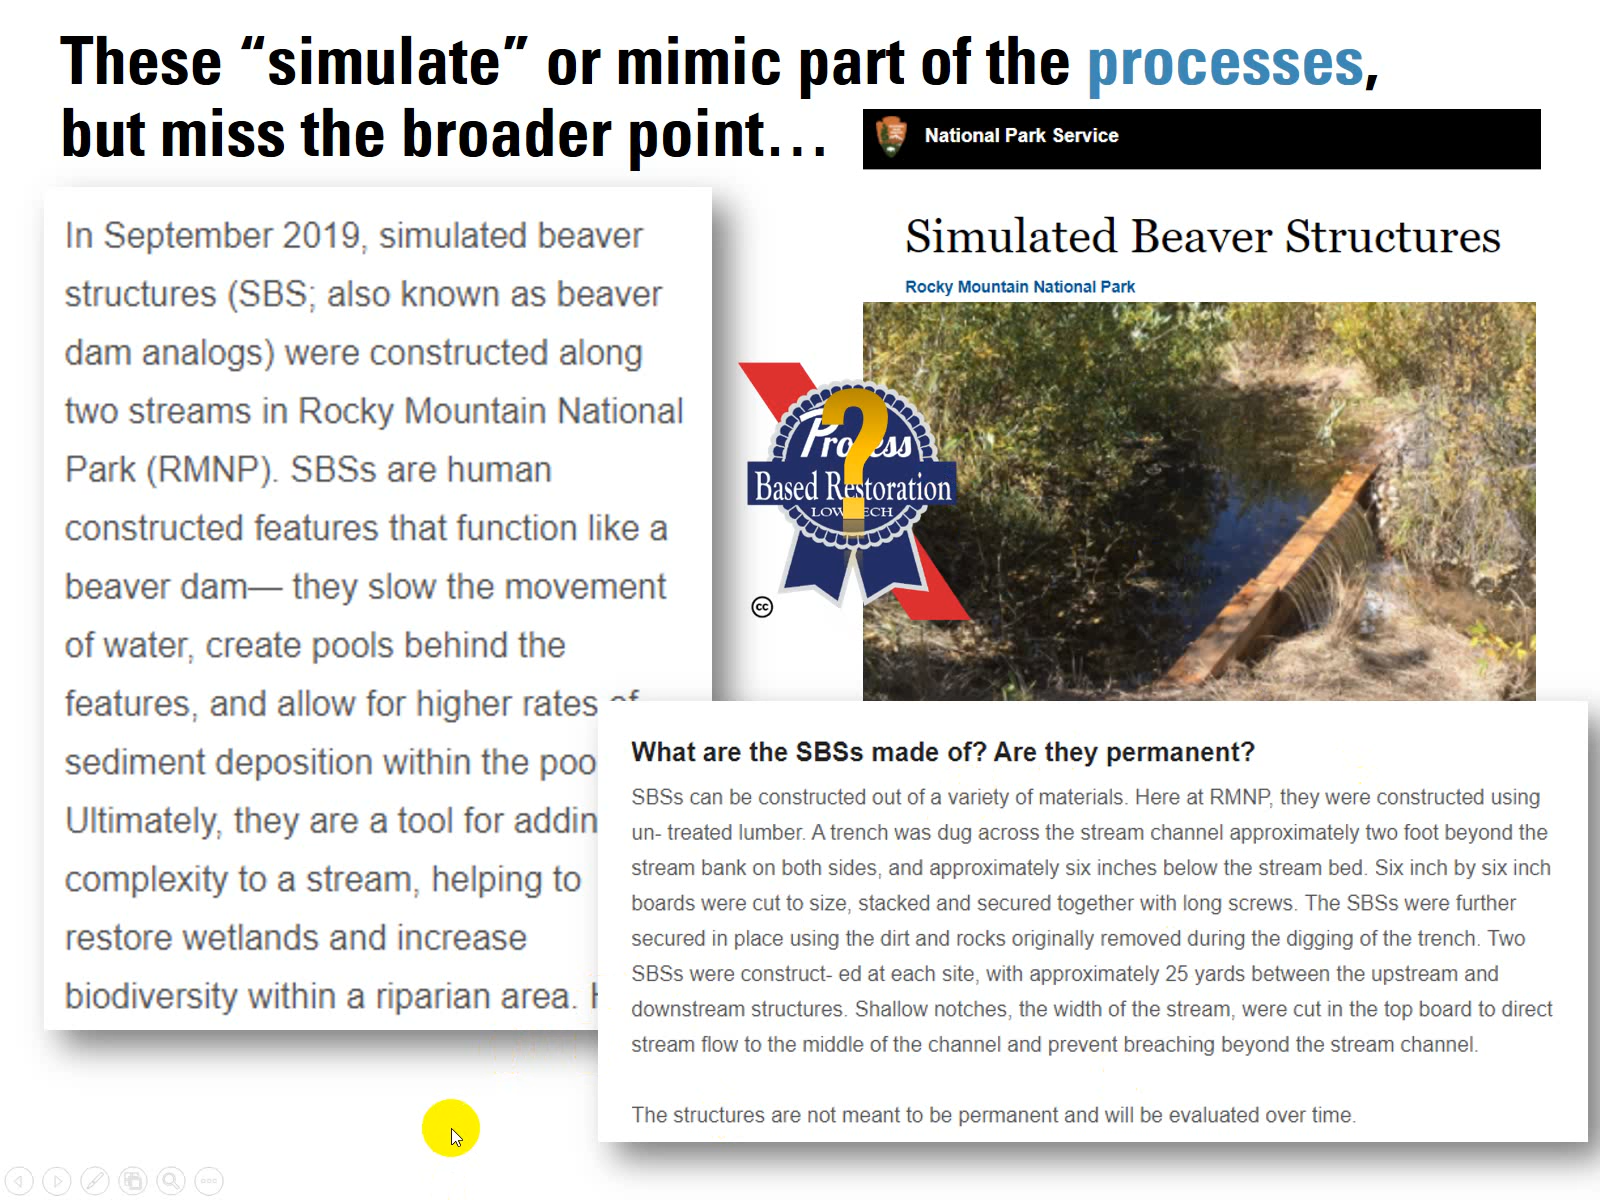 These “simulate” or mimic part of the processes,
but miss the broader point…
National Park Service
Simulated Beaver Structures
Rocky Mountain National Park
In September 2019, simulated beaver
structures (SBS; also known as beaver
dam analogs) were constructed along
two streams in Rocky Mountain National
Park (RMNP). SBSs are human
constructed features that function like a
beaver dam— they slow the movement
of water, create pools behind the
features, and allow for higher rates of
sediment deposition within the poo
Ultimately, they are a tool for addin
complexity to a stream, helping to
restore wetlands and increase
biodiversity within a riparian area.
Process
?
Based Restoration
LOW TECH
cc
What are the SBSs made of? Are they permanent?
SBSs can be constructed out of a variety of materials. Here at RMNP, they were constructed using
un- treated lumber. A trench was dug across the stream channel approximately two foot beyond the
stream bank on both sides, and approximately six inches below the stream bed. Six inch by six inch
boards were cut to size, stacked and secured together with long screws. The SBSs were further
secured in place using the dirt and rocks originally removed during the digging of the trench. Two
SBSs were construct- ed at each site, with approximately 25 yards between the upstream and
downstream structures. Shallow notches, the width of the stream, were cut in the top board to direct
stream flow to the middle of the channel and prevent breaching beyond the stream channel.
The structures are not meant to be permanent and will be evaluated over time.